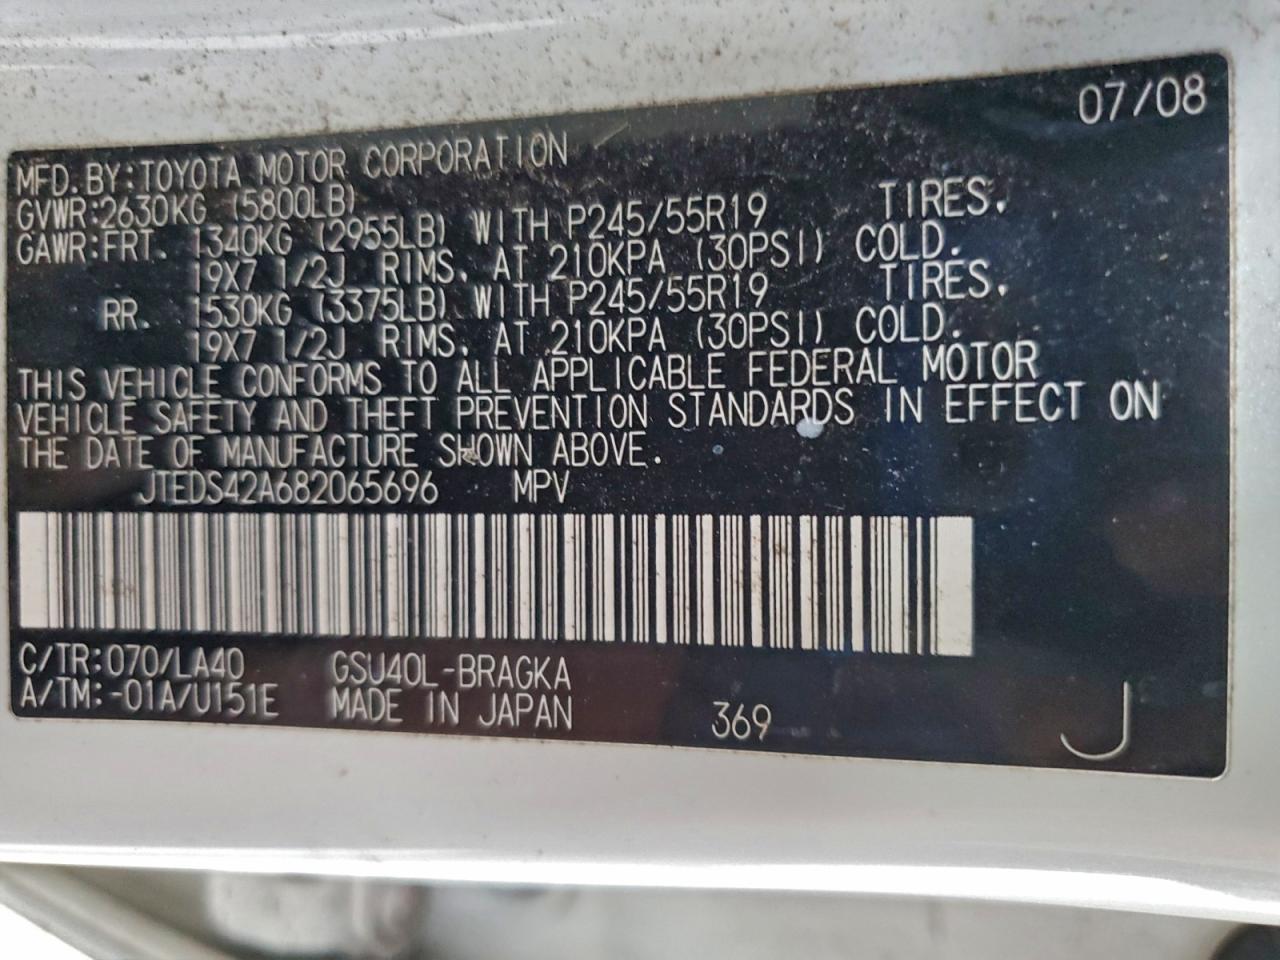 07/08
MFD.BY:TOYOTA MOTOR CORPORATION
GVWR:2630KG (5800LB)
GAWR:FRT. 1340KG (2955LB) WITH P245/55R19 TIRES.
19X7 1/2J RIMS. AT 210KPA (30PSI) COLD.
RR. 1530KG (3375LB) WITH P245/55R19 TIRES.
19X7 1/2J RIMS. AT 210KPA (30PSI) COLD.
THIS VEHICLE CONFORMS TO ALL APPLICABLE FEDERAL MOTOR
VEHICLE SAFETY AND THEFT PREVENTION STANDARDS IN EFFECT ON
THE DATE OF MANUFACTURE SHOWN ABOVE.
JTEDS42A682065696 MPV
C/TR:070/LA40 GSU40L-BRAGKA
A/TM:-01A/U151E MADE IN JAPAN 369 J